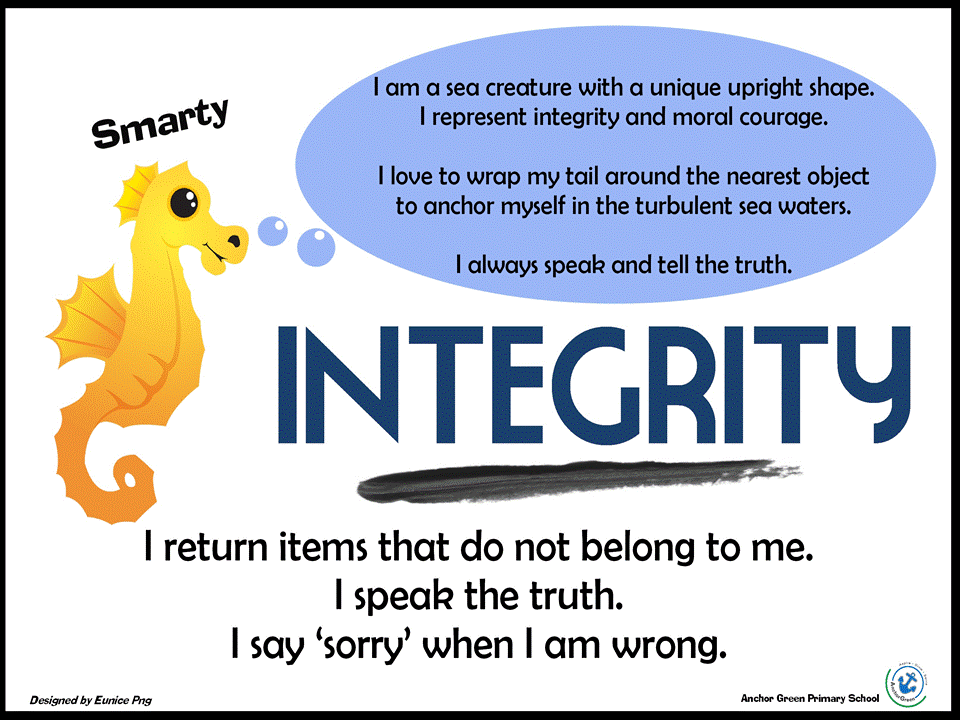 Smarty
I am a sea creature with a unique upright shape.
I represent integrity and moral courage.
I love to wrap my tail around the nearest object
to anchor myself in the turbulent sea waters.
I always speak and tell the truth.
INTEGRITY
I return items that do not belong to me.
I speak the truth.
I say ‘sorry’ when I am wrong.
Designed by Eunice Png
Anchor Green Primary School